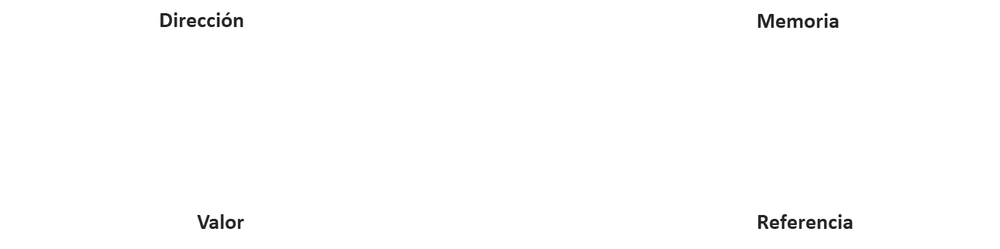 Dirección
Memoria
Valor
Referencia